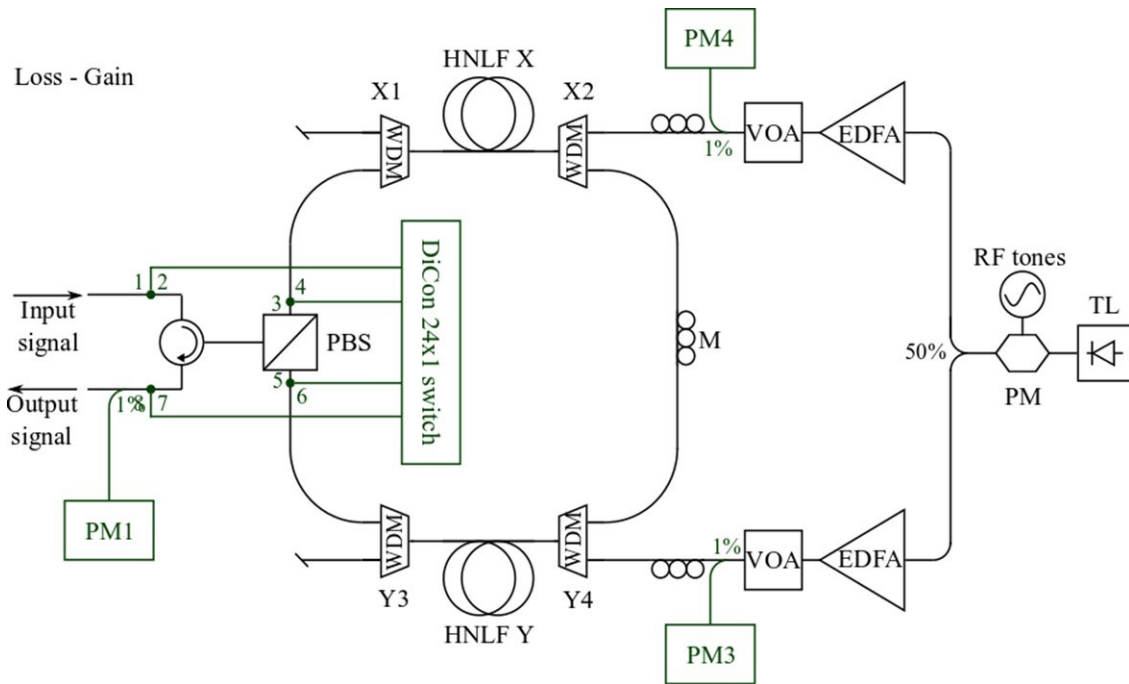 Loss - Gain
PM4
HNLF X
X1
X2
WDM
WDM
1%
VOA
EDFA
DiCon 24x1 switch
RF tones
TL
1
2
Input
signal
3
4
PBS
M
50%
PM
5
6
Output
signal
1%
8
7
PM1
WDM
WDM
Y3
Y4
HNLF Y
1%
VOA
EDFA
PM3